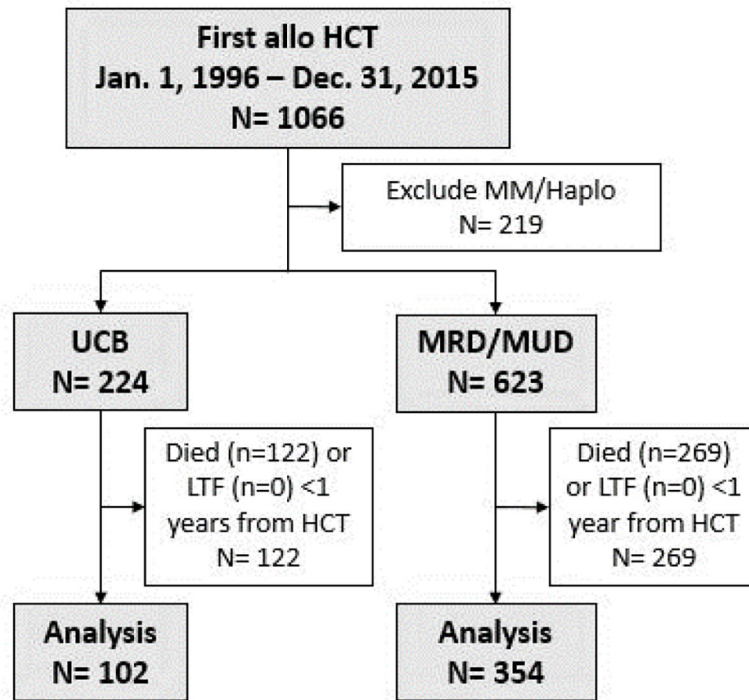 First allo HCT
Jan. 1, 1996 – Dec. 31, 2015
N= 1066
Exclude MM/Haplo
N= 219
UCB
N= 224
MRD/MUD
N= 623
Died (n=122) or
LTF (n=0) <1
years from HCT
N= 122
Died (n=269)
or LTF (n=0) <1
year from HCT
N= 269
Analysis
N= 102
Analysis
N= 354